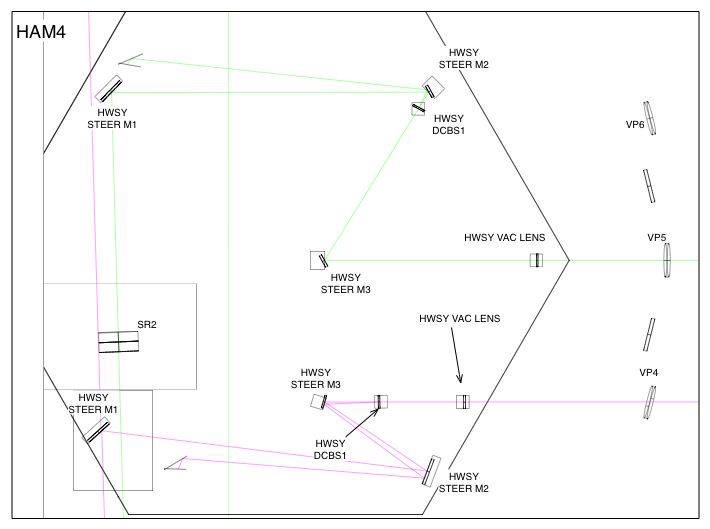 HAM4
HWSY
STEER M2
HWSY
STEER M1
HWSY
DCBS1
VP6
HWSY VAC LENS
VP5
HWSY
STEER M3
SR2
HWSY VAC LENS
HWSY
STEER M3
VP4
HWSY
STEER M1
HWSY
DCBS1
HWSY
STEER M2